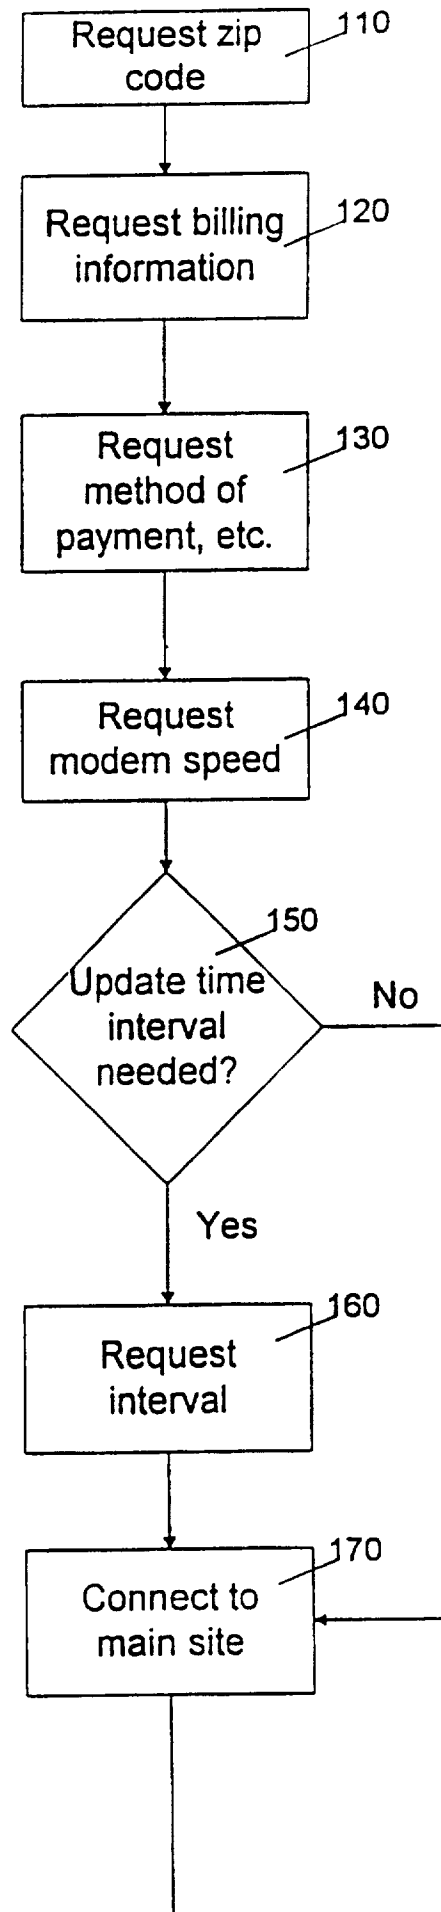 110
Request zip
code
120
Request billing
information
130
Request
method of
payment, etc.
140
Request
modem speed
150
Update time
interval
needed?
No
Yes
160
Request
interval
170
Connect to
main site